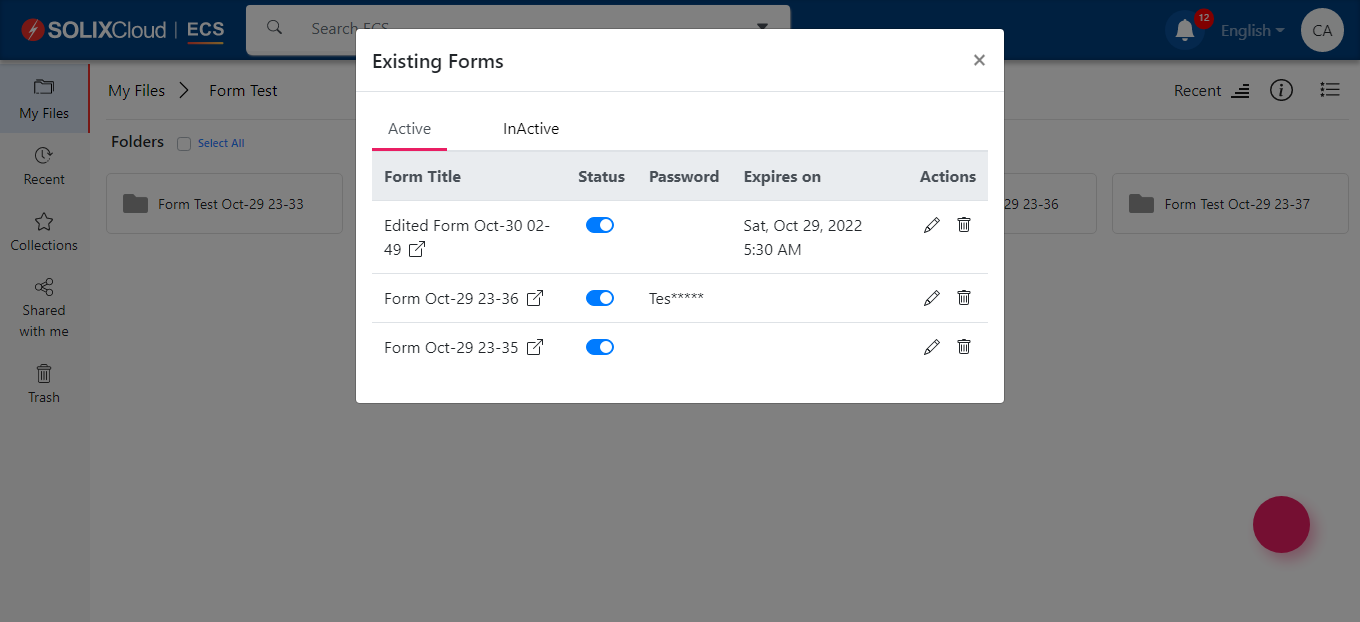 SOLIXCloud | ECS
Search ECS
12
English
CA
Existing Forms
×
My Files
Recent
Collections
Shared
with me
Trash
My Files > Form Test
Recent
Folders
Select All
Form Test Oct-29 23-33
29 23-36
Form Test Oct-29 23-37
Active
InActive
Form Title Status Password Expires on Actions
Edited Form Oct-30 02-
49
Sat, Oct 29, 2022
5:30 AM
Form Oct-29 23-36 Tes*****
Form Oct-29 23-35